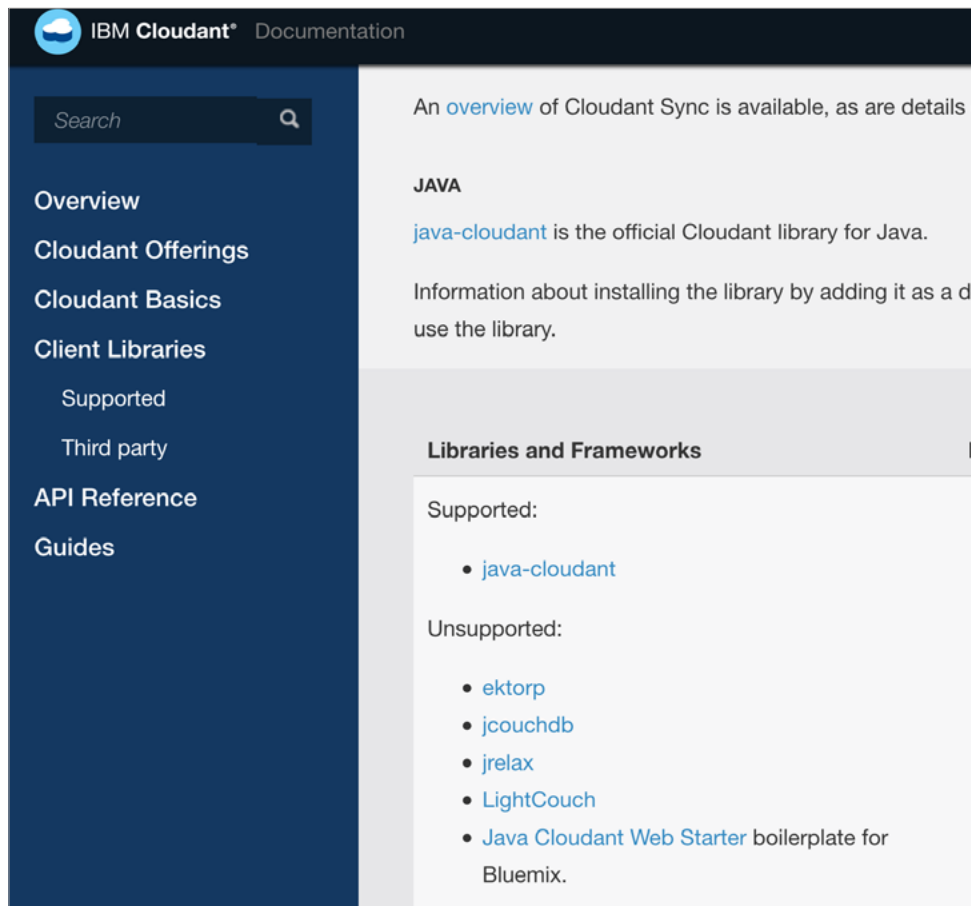 IBM Cloudant® Documentation
Search
Overview
Cloudant Offerings
Cloudant Basics
Client Libraries
Supported
Third party
API Reference
Guides
An overview of Cloudant Sync is available, as are details
JAVA
java-cloudant is the official Cloudant library for Java.
Information about installing the library by adding it as a d
use the library.
Libraries and Frameworks
Supported:
• java-cloudant
Unsupported:
• ektorp
• jcouchdb
• jrelax
• LightCouch
• Java Cloudant Web Starter boilerplate for
Bluemix.